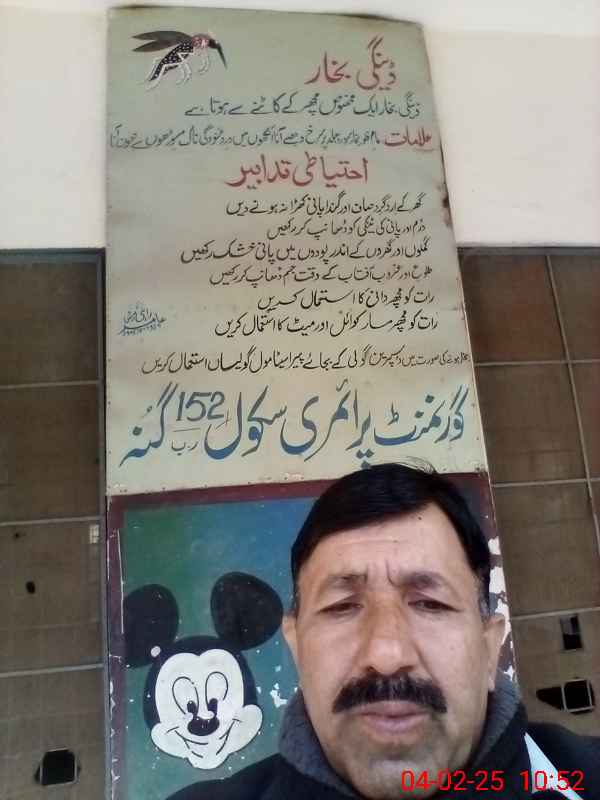 ڈینگی بخار
ڈینگی بخار ایک مخصوص مچھر کے کاٹنے سے ہوتا ہے
علامات
احتیاطی تدابیر
گھر کے اردگرد صاف اور گندا پانی کھڑا نہ ہونے دیں
ڈرم اور پانی کی ٹینکی کو ڈھانپ کر رکھیں
گملوں اور گھروں کے اندر پودوں میں پانی خشک رکھیں
طلوع اور غروب آفتاب کے وقت جسم ڈھانپ کر رکھیں
رات کو مچھر دانی کا استعمال کریں
رات کو مچھر مار کوائل اور میٹ کا استعمال کریں
بخار ہونے کی صورت میں ڈسپرین گولی کے بجائے پیراسیٹامول گولیاں استعمال کریں
گورنمنٹ پرائمری سکول 152 ر ب
04-02-25 10:52